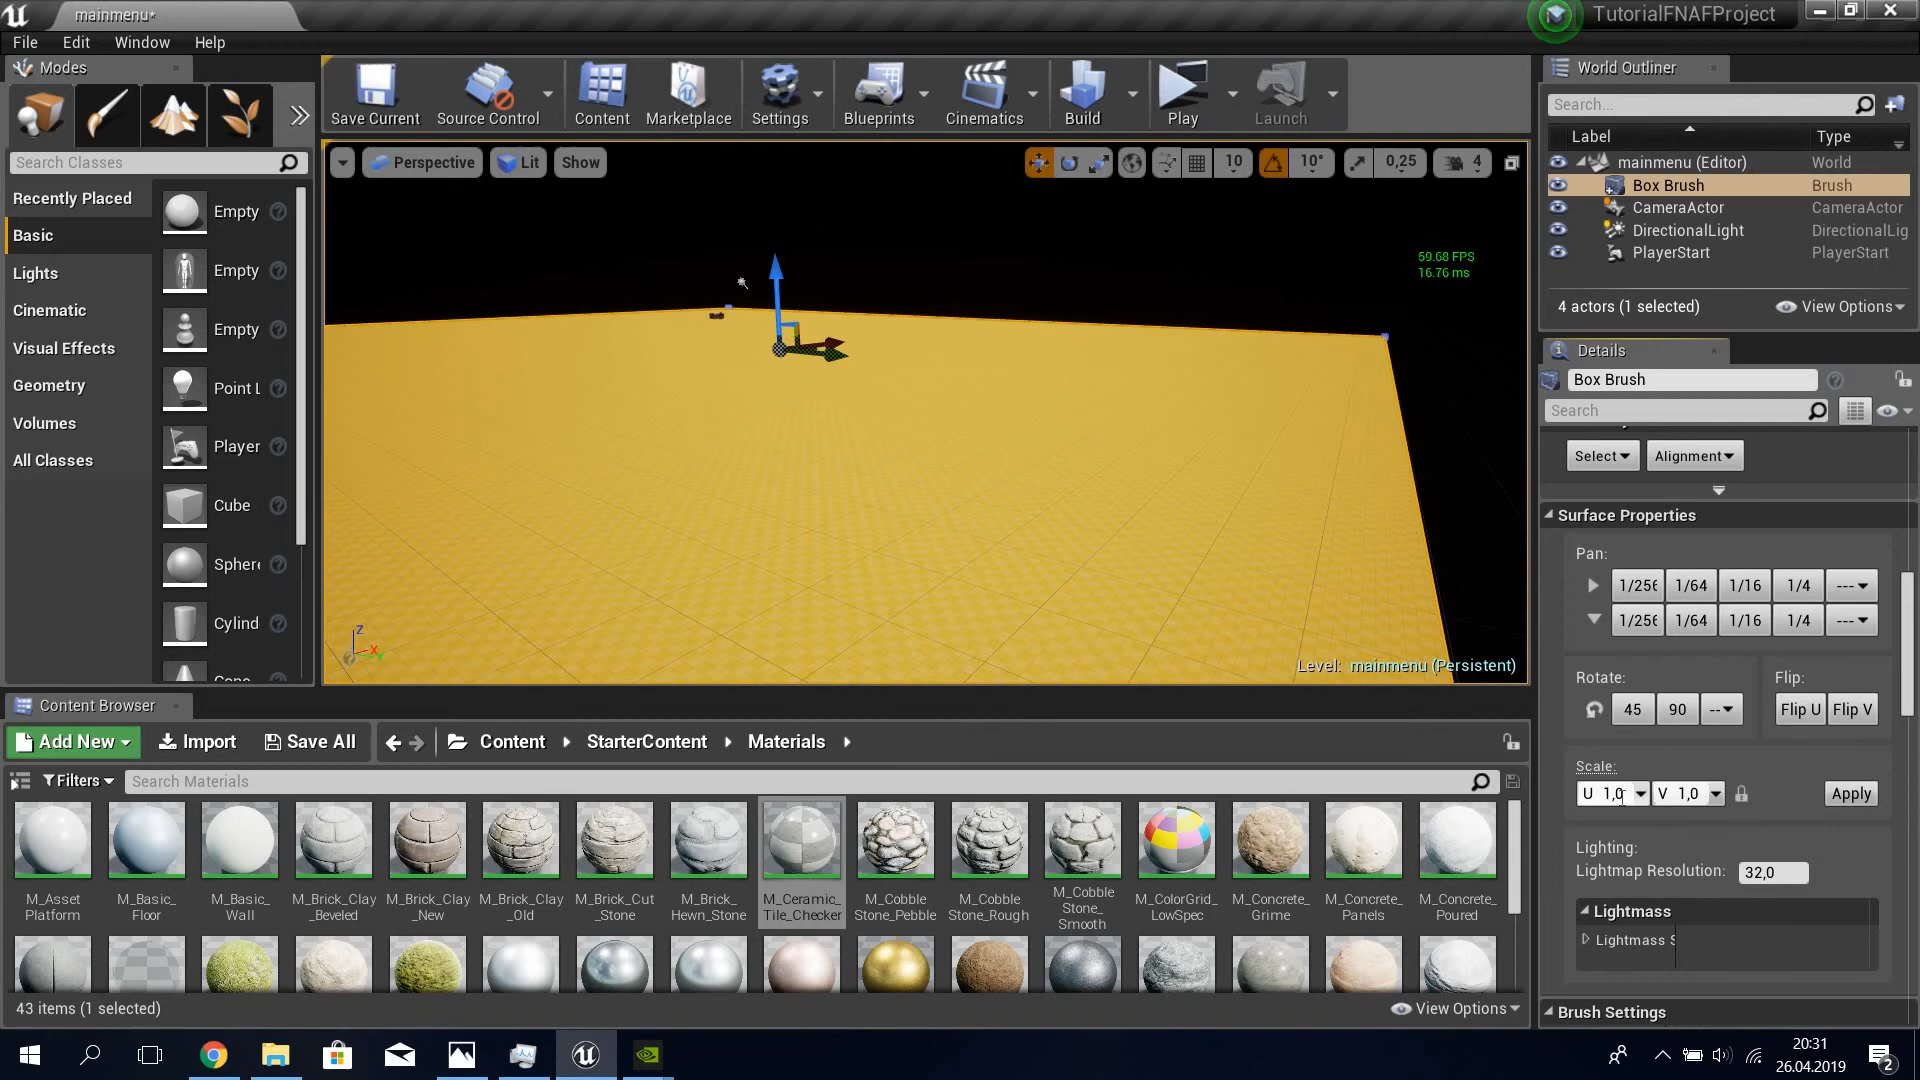 mainmenu*
TutorialFNAFProject
File Edit Window Help
Modes
Search Classes
Recently Placed
Basic
Lights
Cinematic
Visual Effects
Geometry
Volumes
All Classes
Empty
Empty
Empty
Point L
Player
Cube
Sphere
Cylind
Cone
Save Current Source Control Content Marketplace Settings Blueprints Cinematics Build Play Launch
Perspective Lit Show
10 10° 0,25 4
59.68 FPS
16.76 ms
Z
X
Y
Level: mainmenu (Persistent)
World Outliner
Search...
Label Type
mainmenu (Editor) World
Box Brush Brush
CameraActor CameraActor
DirectionalLight DirectionalLig
PlayerStart PlayerStart
4 actors (1 selected) View Options
Details
Box Brush
Search
Select Alignment
Surface Properties
Pan:
1/256 1/64 1/16 1/4 ---
1/256 1/64 1/16 1/4 ---
Rotate: Flip:
45 90 -- Flip U Flip V
Scale:
U 1,0 V 1,0 Apply
Lighting:
Lightmap Resolution: 32,0
Lightmass
Lightmass S
Brush Settings
Content Browser
Add New Import Save All Content StarterContent Materials
Filters Search Materials
M_Asset
Platform
M_Basic_
Floor
M_Basic_
Wall
M_Brick_Clay
_Beveled
M_Brick_Clay
_New
M_Brick_Clay
_Old
M_Brick_Cut
_Stone
M_Brick_
Hewn_Stone
M_Ceramic_
Tile_Checker
M_Cobble
Stone_Pebble
M_Cobble
Stone_Rough
M_Cobble
Stone_
Smooth
M_ColorGrid_
LowSpec
M_Concrete_
Grime
M_Concrete_
Panels
M_Concrete_
Poured
43 items (1 selected) View Options
20:31
26.04.2019
2